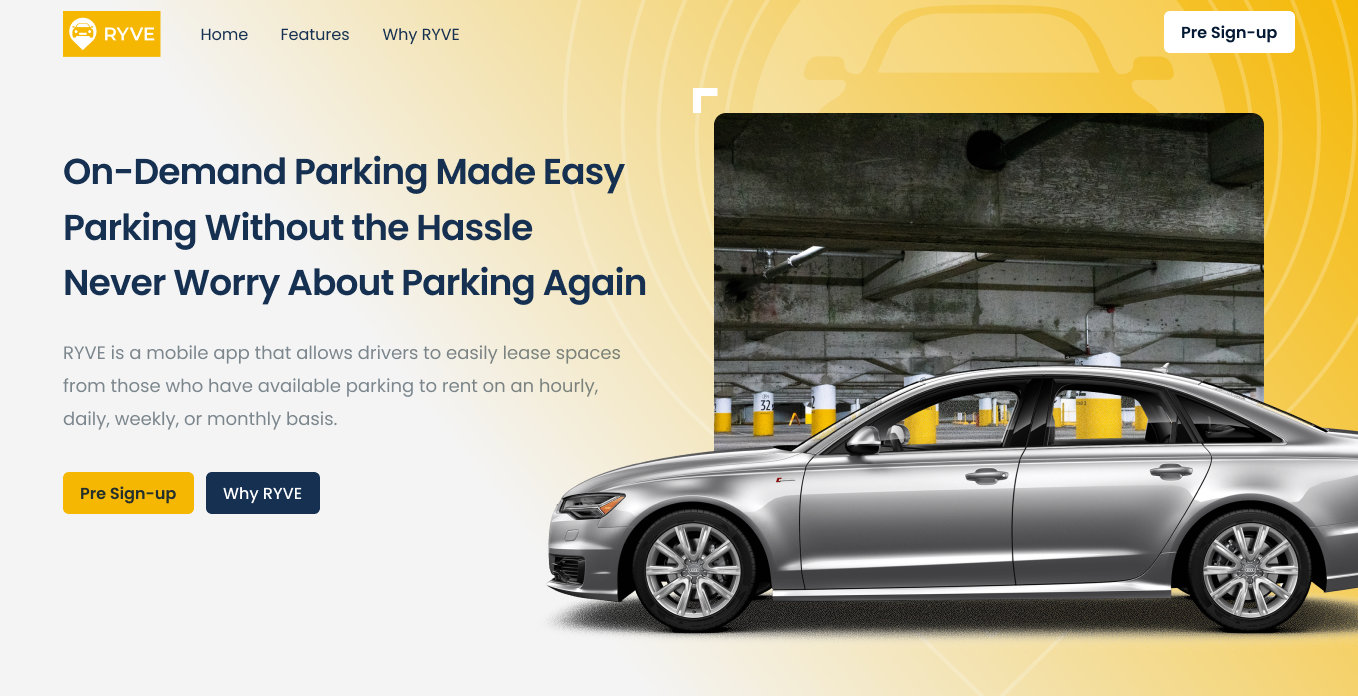 RYVE
Home
Features
Why RYVE
Pre Sign-up
On-Demand Parking Made Easy
Parking Without the Hassle
Never Worry About Parking Again
RYVE is a mobile app that allows drivers to easily lease spaces
from those who have available parking to rent on an hourly,
daily, weekly, or monthly basis.
Pre Sign-up
Why RYVE
32
2